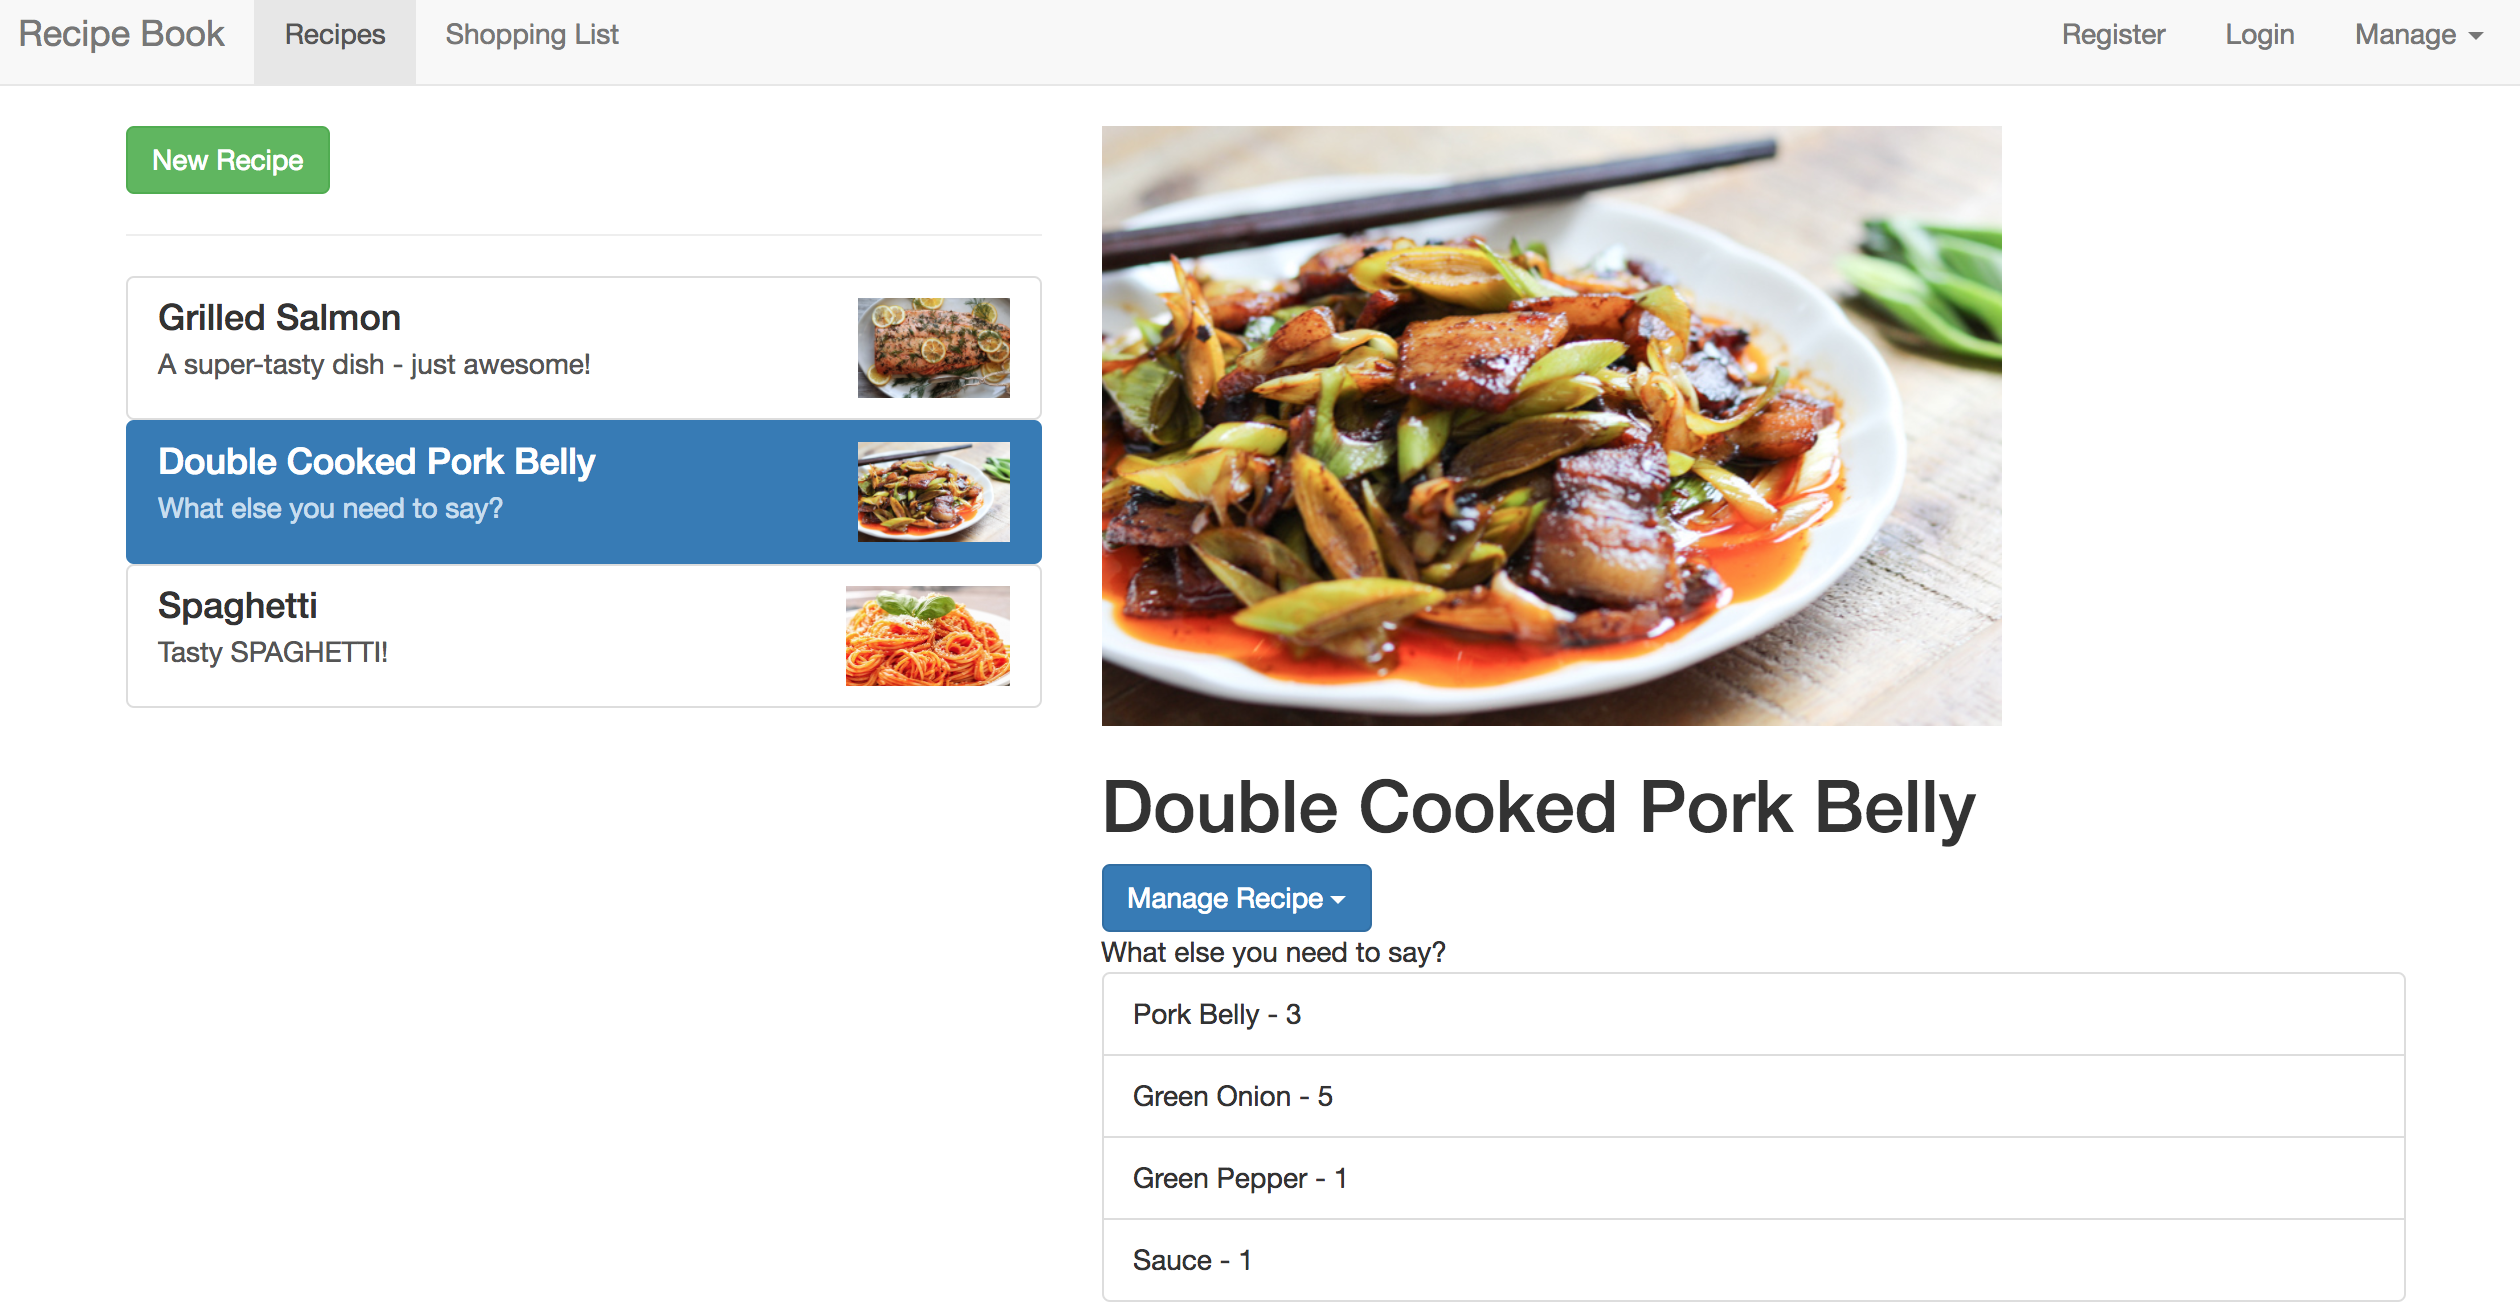 Recipe Book
Recipes
Shopping List
Register
Login
Manage
New Recipe
Grilled Salmon
A super-tasty dish - just awesome!
Double Cooked Pork Belly
What else you need to say?
Spaghetti
Tasty SPAGHETTI!
Double Cooked Pork Belly
Manage Recipe
What else you need to say?
Pork Belly - 3
Green Onion - 5
Green Pepper - 1
Sauce - 1